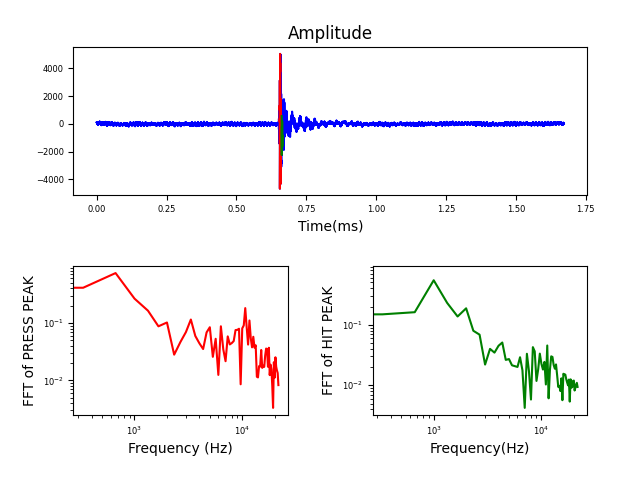 Amplitude
4000
2000
0
−2000
−4000
0.00 0.25 0.50 0.75 1.00 1.25 1.50 1.75
Time(ms)
FFT of PRESS PEAK
10⁻¹
10⁻²
10³ 10⁴
Frequency (Hz)
FFT of HIT PEAK
10⁻¹
10⁻²
10³ 10⁴
Frequency(Hz)